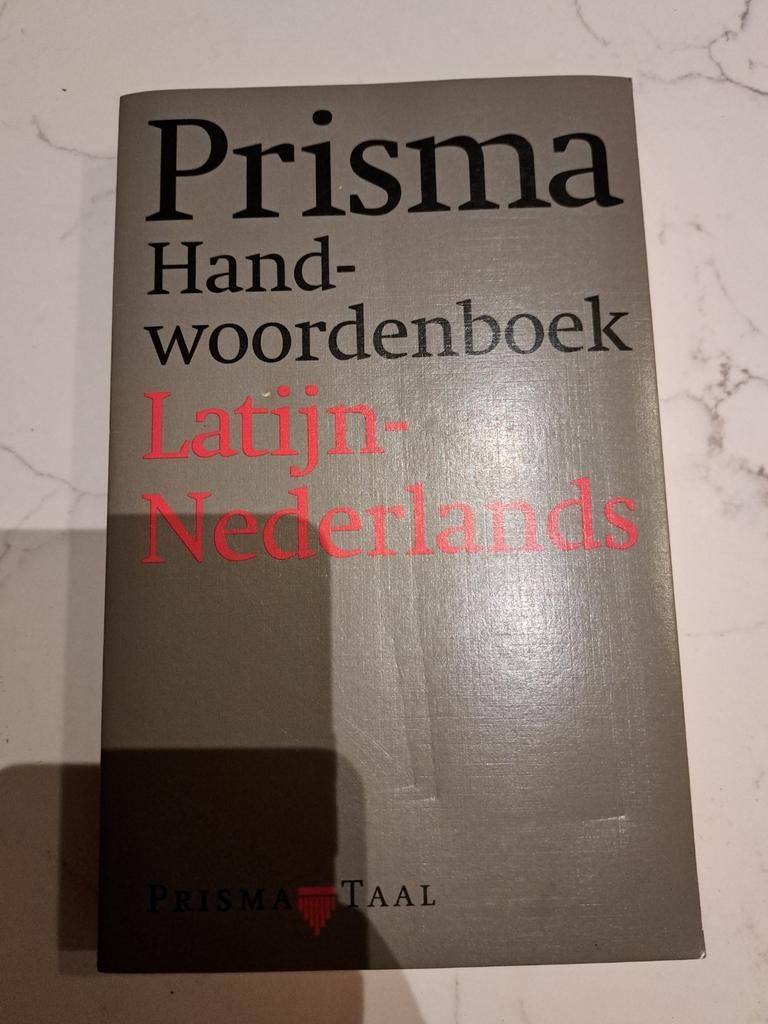 Prisma
Hand-
woordenboek
Latijn-
Nederlands
PRISMA TAAL